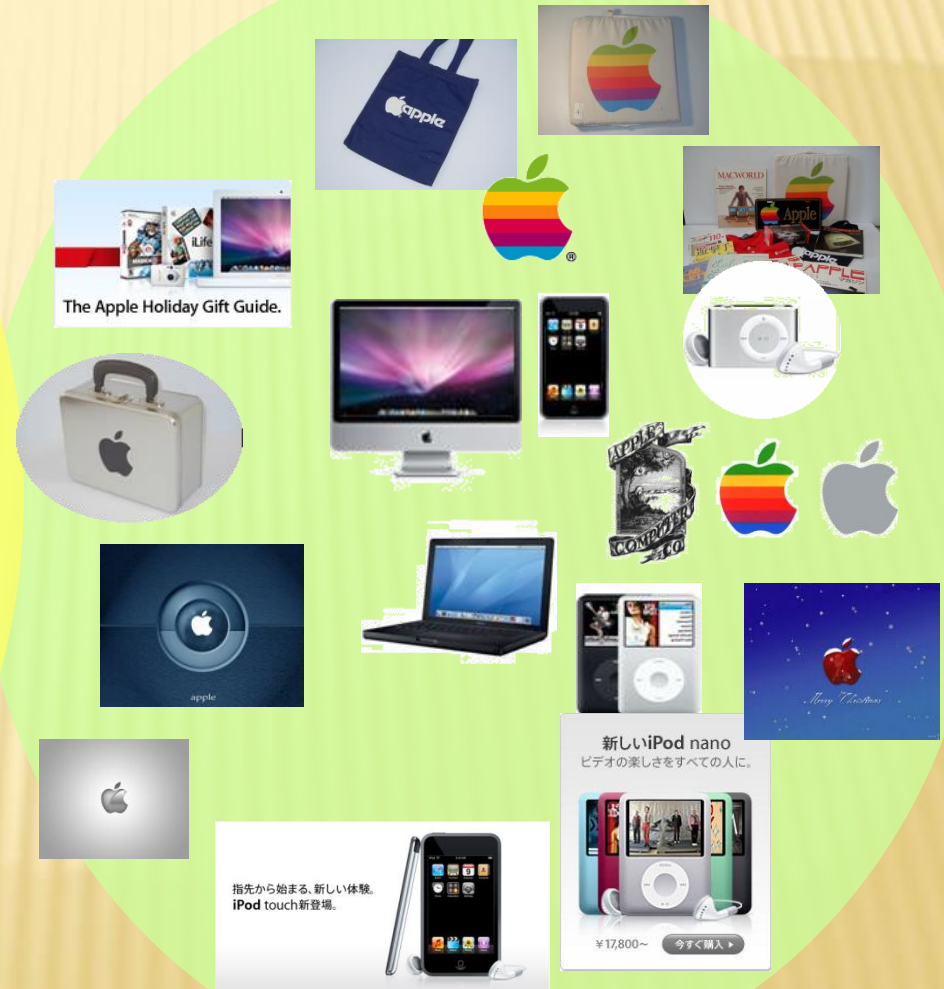 apple
MACWORLD
Apple
apple
APPLE
iLife
The Apple Holiday Gift Guide.
®
APPLE
COMPUTER
CO
apple
Merry Christmas
新しいiPod nano
ビデオの楽しさをすべての人に。
¥17,800~ 今すぐ購入
指先から始まる、新しい体験。
iPod touch新登場。